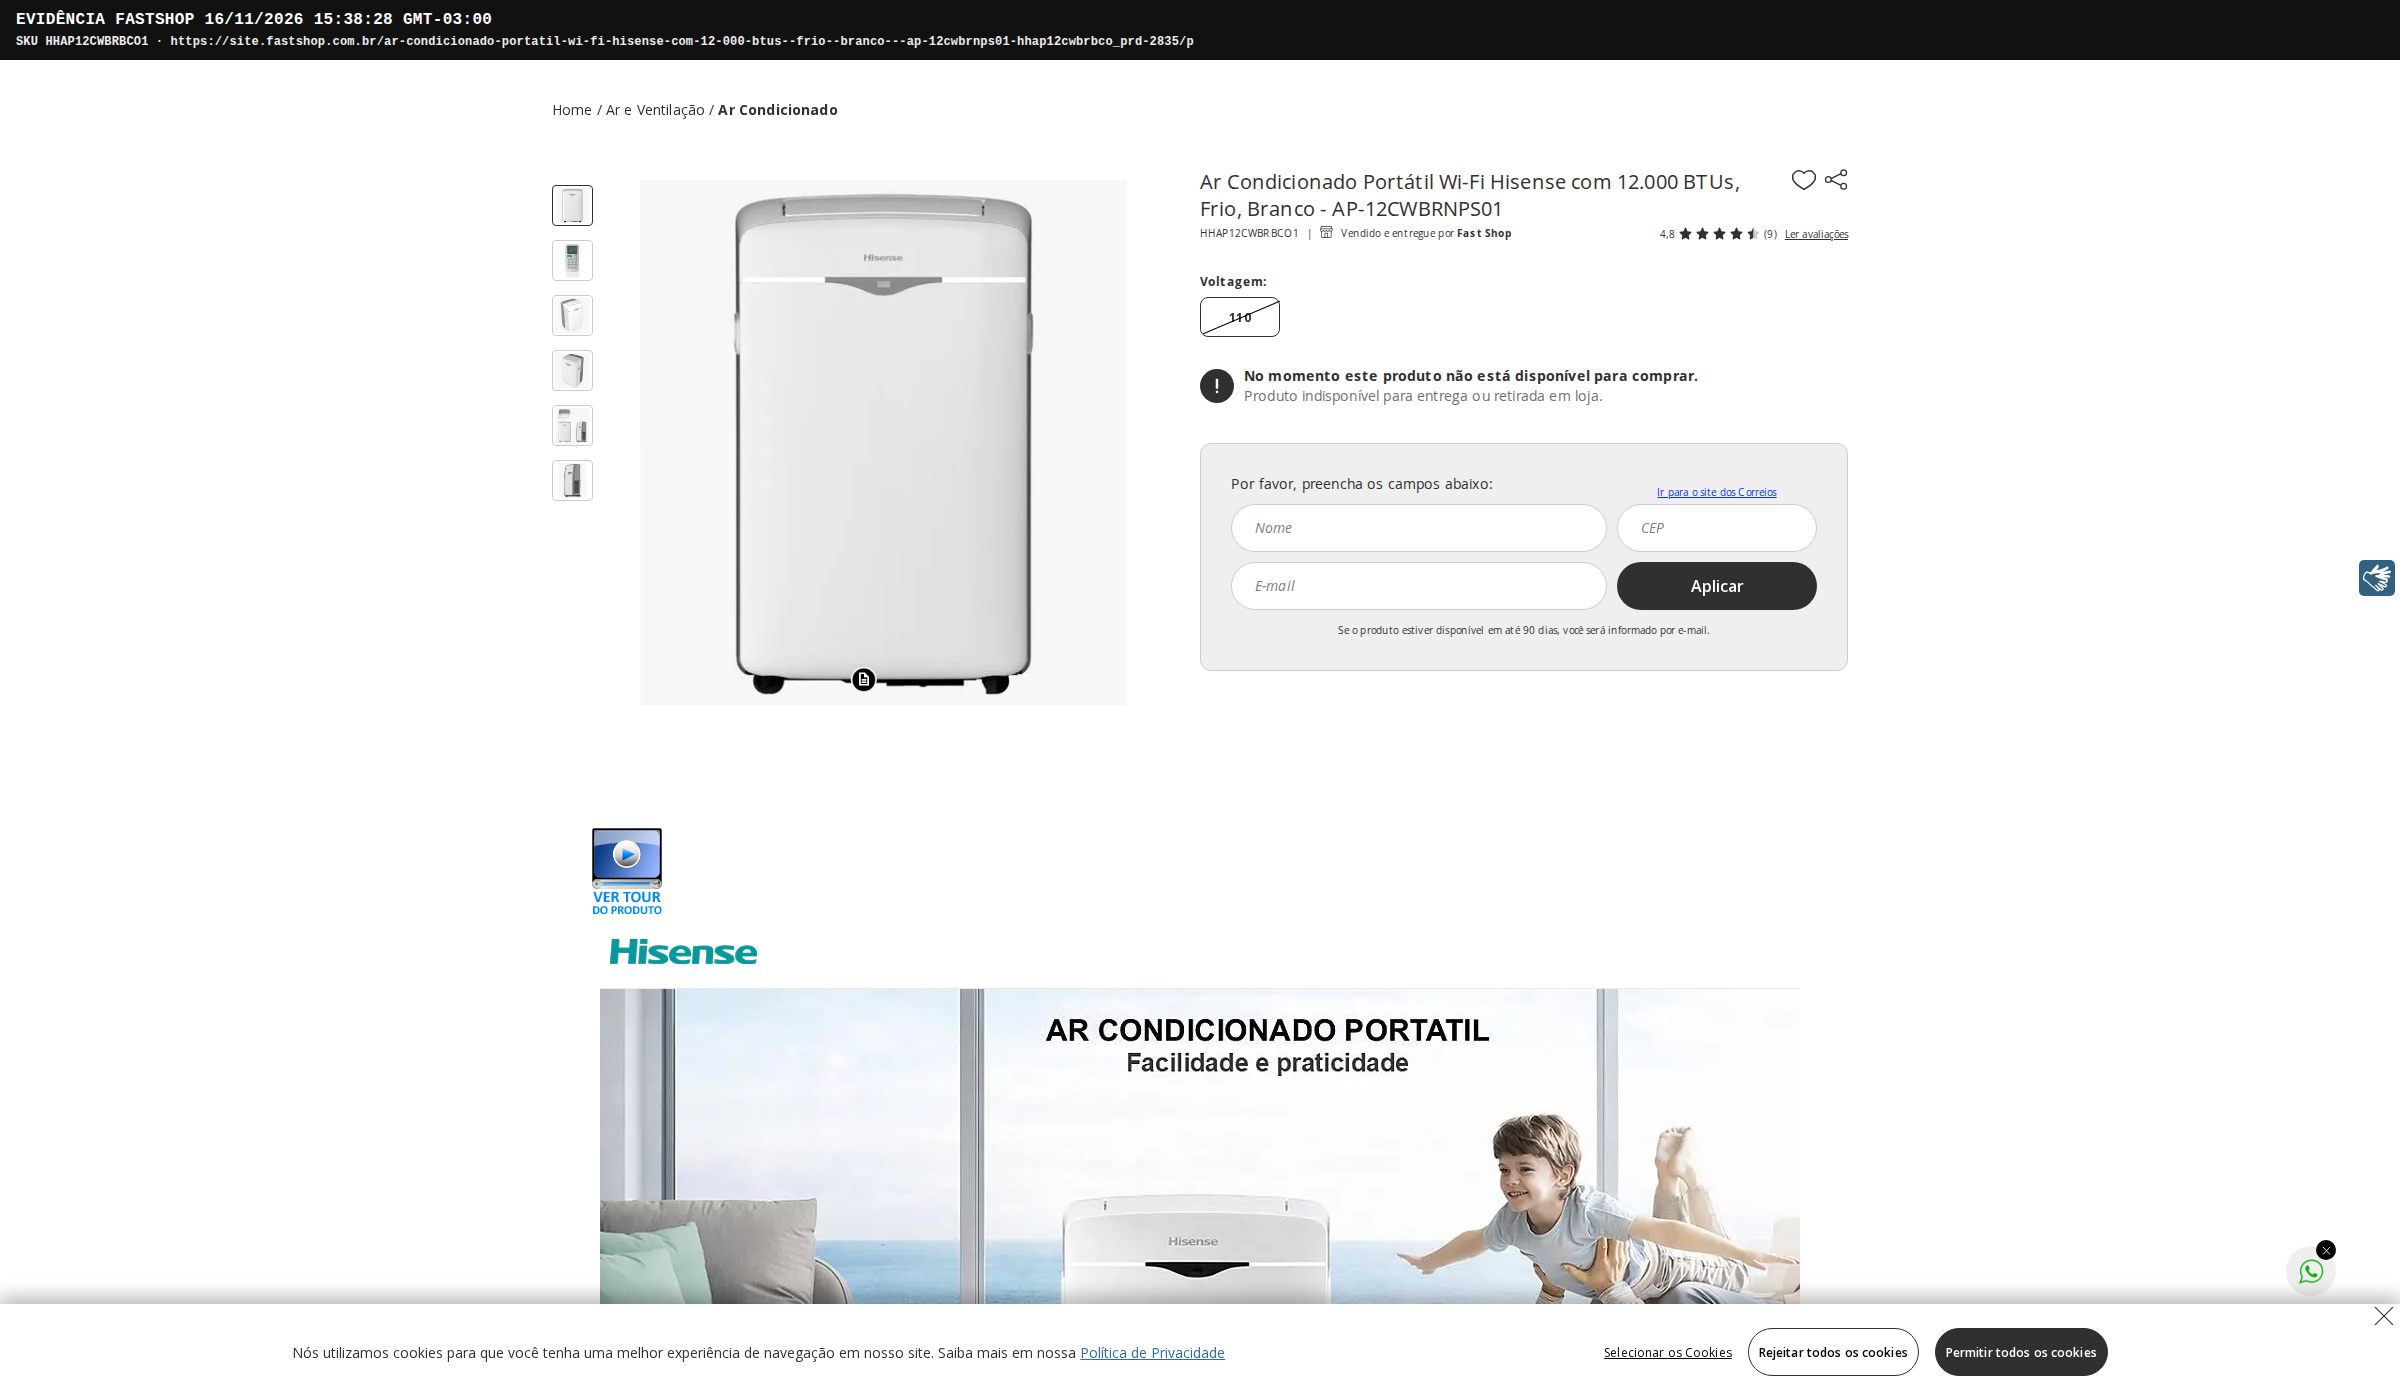 EVIDÊNCIA FASTSHOP 16/11/2026 15:38:28 GMT-03:00
SKU HHAP12CWBRBCO1 · https://site.fastshop.com.br/ar-condicionado-portatil-wi-fi-hisense-com-12-000-btus--frio--branco---ap-12cwbrnps01-hhap12cwbrbco_prd-2835/p
Home / Ar e Ventilação / Ar Condicionado
Ar Condicionado Portátil Wi-Fi Hisense com 12.000 BTUs,
Frio, Branco - AP-12CWBRNPS01
HHAP12CWBRBCO1 | Vendido e entregue por Fast Shop
4,8 (9) Ler avaliações
Hisense
Voltagem:
110
No momento este produto não está disponível para comprar.
Produto indisponível para entrega ou retirada em loja.
Por favor, preencha os campos abaixo:
Ir para o site dos Correios
Nome
CEP
E-mail
Aplicar
Se o produto estiver disponível em até 90 dias, você será informado por e-mail.
VER TOUR
DO PRODUTO
Hisense
AR CONDICIONADO PORTATIL
Facilidade e praticidade
Hisense
Nós utilizamos cookies para que você tenha uma melhor experiência de navegação em nosso site. Saiba mais em nossa Política de Privacidade
Selecionar os Cookies
Rejeitar todos os cookies
Permitir todos os cookies